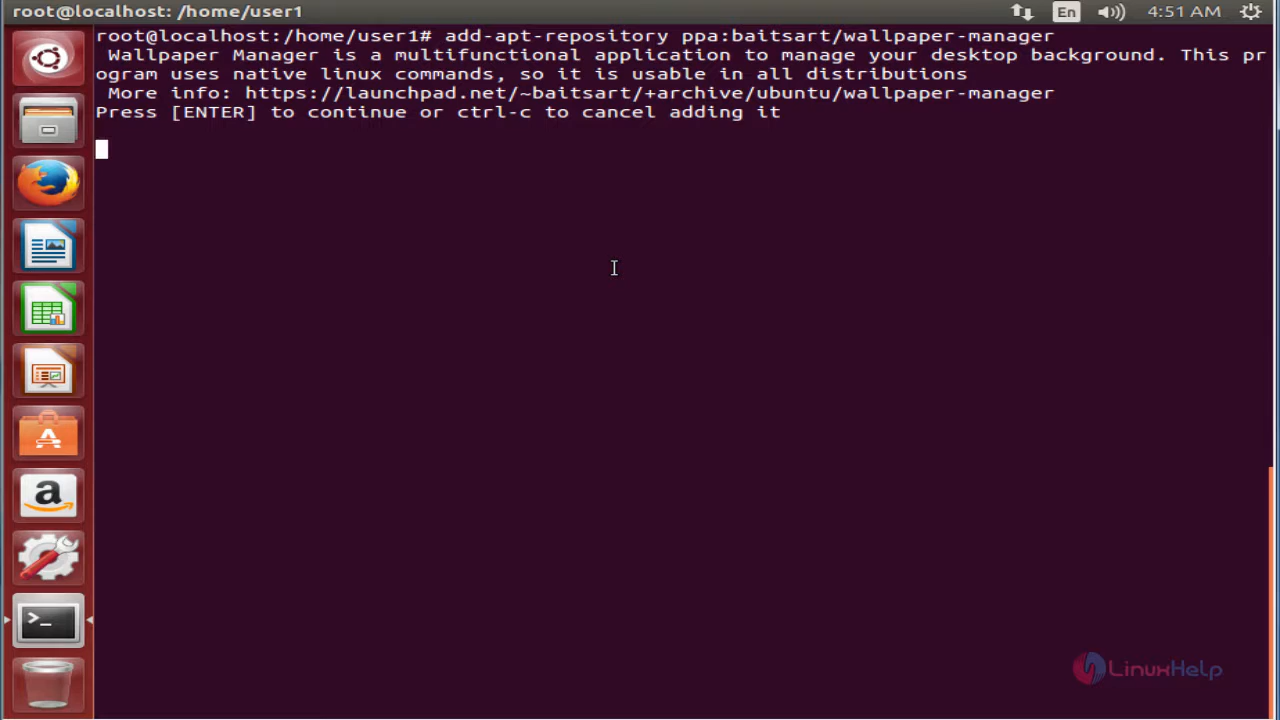 root@localhost: /home/user1
En
4:51 AM
root@localhost:/home/user1# add-apt-repository ppa:baitsart/wallpaper-manager
Wallpaper Manager is a multifunctional application to manage your desktop background. This pr
ogram uses native linux commands, so it is usable in all distributions
More info: https://launchpad.net/~baitsart/+archive/ubuntu/wallpaper-manager
Press [ENTER] to continue or ctrl-c to cancel adding it
a
>_
LinuxHelp